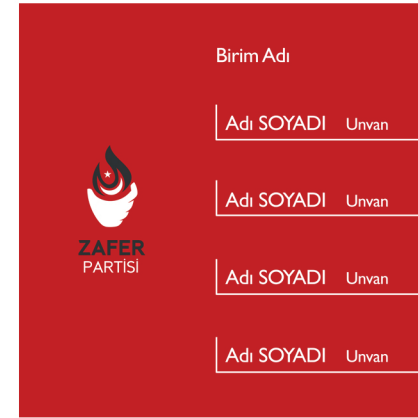 Birim Adı
Adı SOYADI Unvan
Adı SOYADI Unvan
ZAFER
PARTİSİ
Adı SOYADI Unvan
Adı SOYADI Unvan